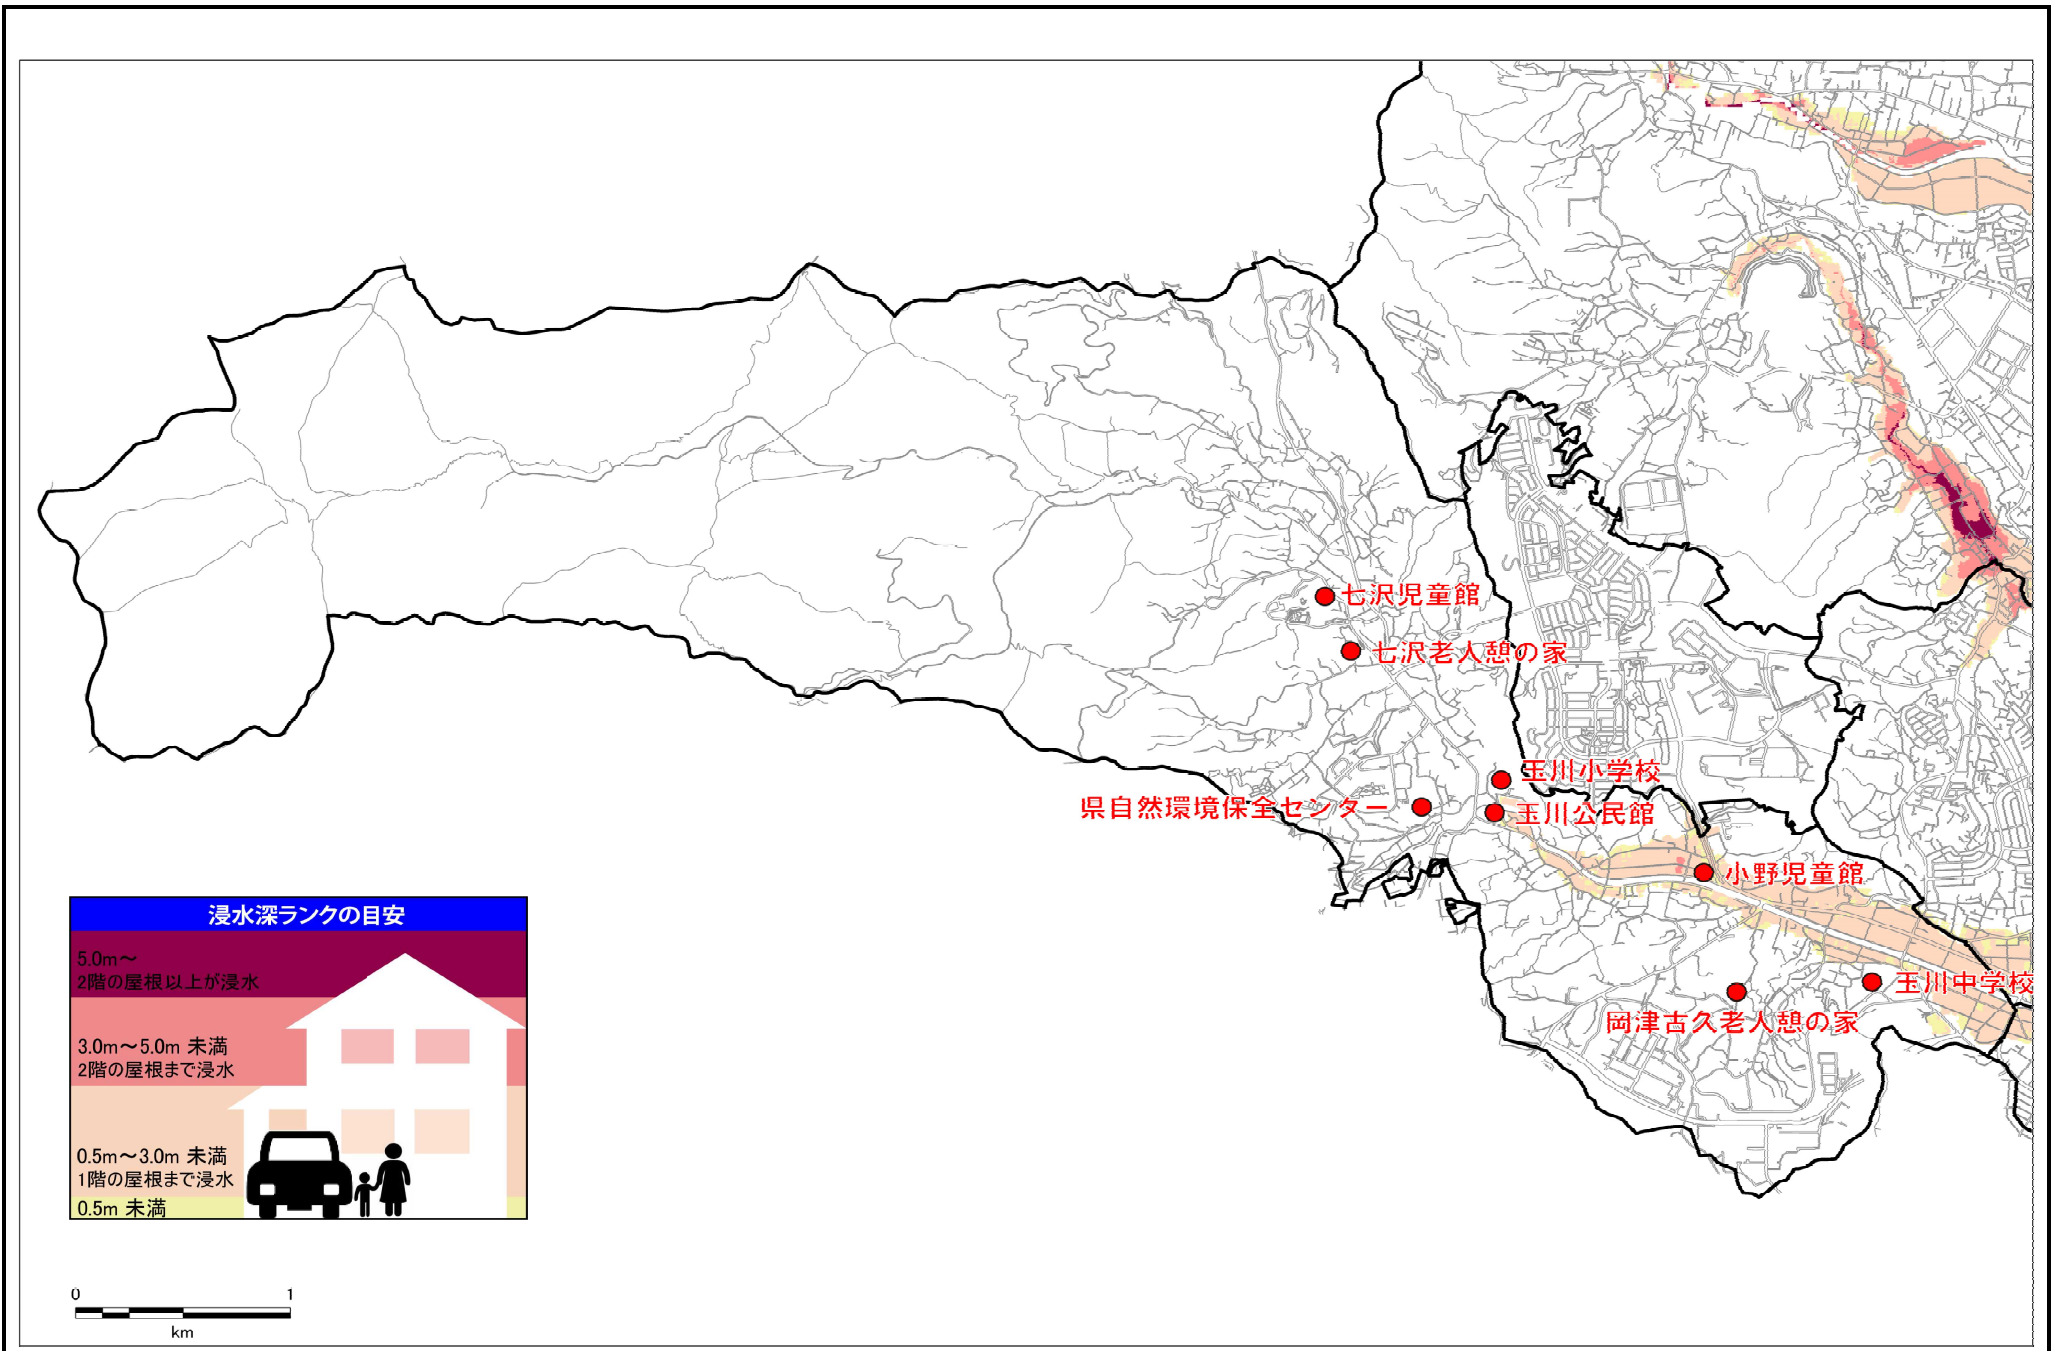 七沢児童館
七沢老人憩の家
玉川小学校
県自然環境保全センター
玉川公民館
小野児童館
玉川中学校
岡津古久老人憩の家
浸水深ランクの目安
5.0m～
2階の屋根以上が浸水
3.0m～5.0m 未満
2階の屋根まで浸水
0.5m～3.0m 未満
1階の屋根まで浸水
0.5m 未満
0 1
km